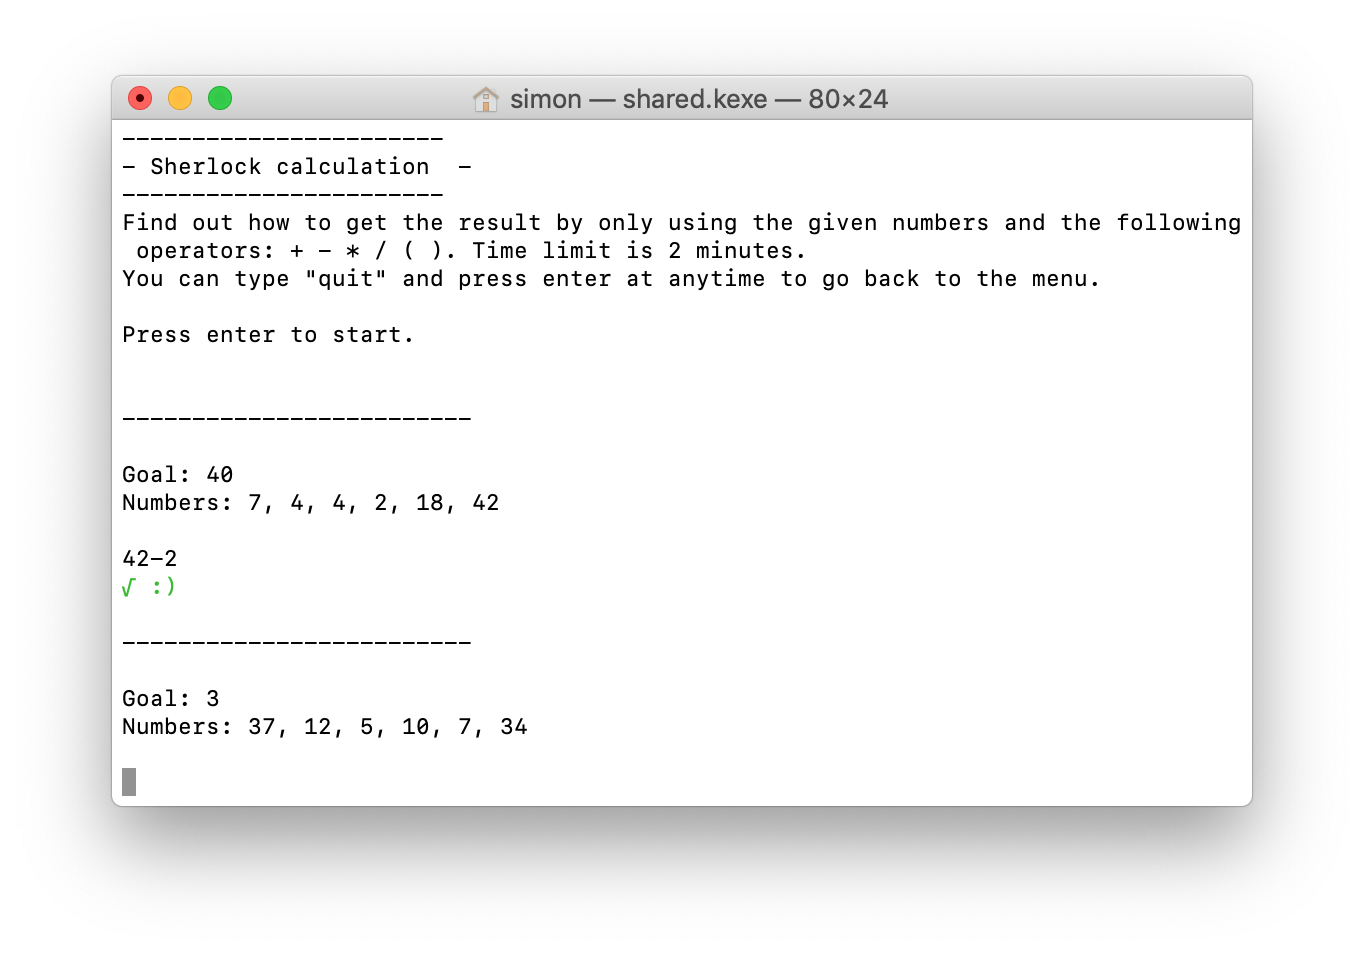 simon — shared.kexe — 80×24
-----------------------
- Sherlock calculation  -
-----------------------
Find out how to get the result by only using the given numbers and the following
 operators: + - * / ( ). Time limit is 2 minutes.
You can type "quit" and press enter at anytime to go back to the menu.
Press enter to start.
-------------------------
Goal: 40
Numbers: 7, 4, 4, 2, 18, 42
42-2
√ :)
-------------------------
Goal: 3
Numbers: 37, 12, 5, 10, 7, 34